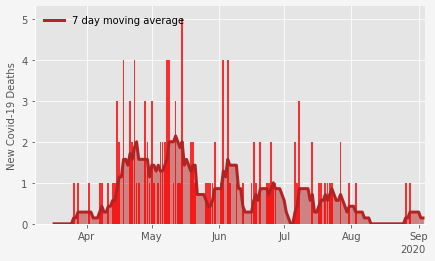 7 day moving average
New Covid-19 Deaths
5
4
3
2
1
0
Apr
May
Jun
Jul
Aug
Sep
2020